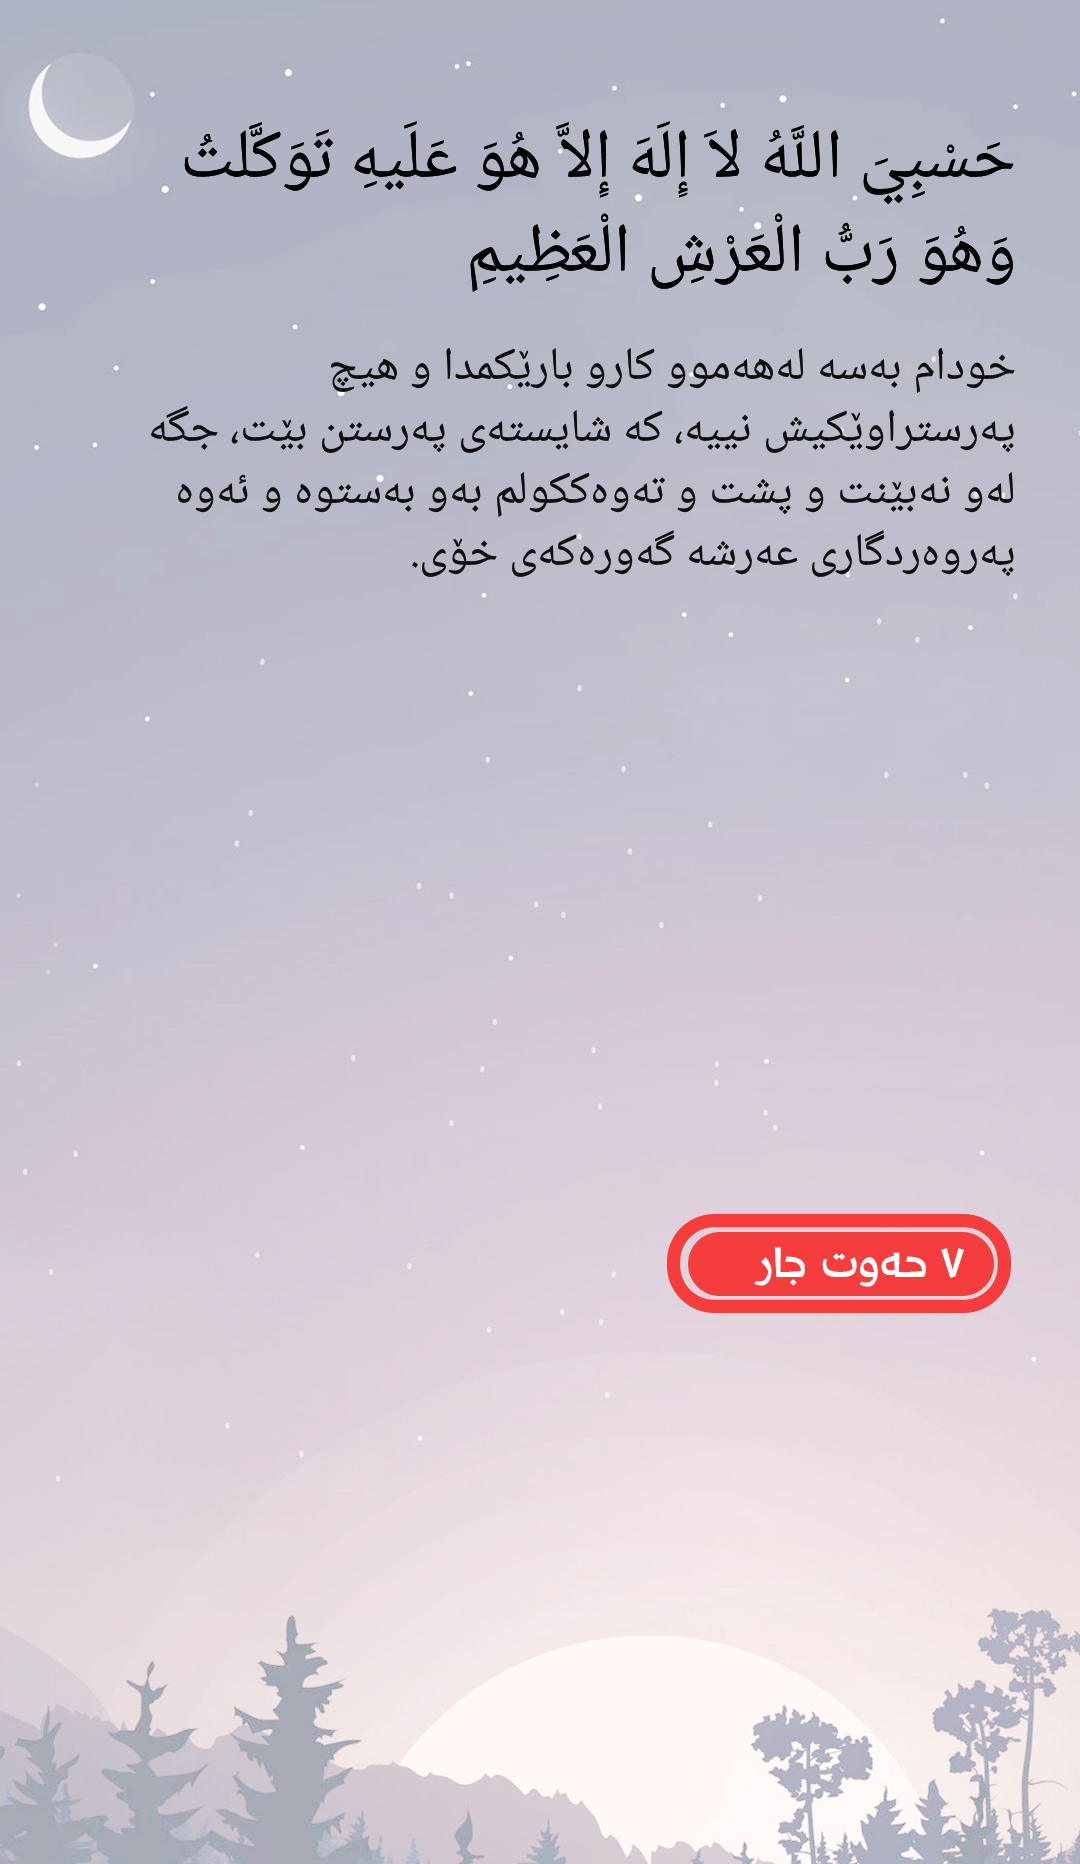 حَسْبِيَ اللَّهُ لاَ إِلَهَ إِلاَّ هُوَ عَلَيهِ تَوَكَّلتُ
وَهُوَ رَبُّ الْعَرْشِ الْعَظِيمِ
خودام بەسە لەهەموو کارو بارێکمدا و هیچ
پەرستراوێکیش نییە، کە شایستەی پەرستن بێت، جگە
لەو نەبێنت و پشت و تەوەککولم بەو بەستوە و ئەوە
پەروەردگاری عەرشە گەورەکەی خۆی.
٧ حەوت جار